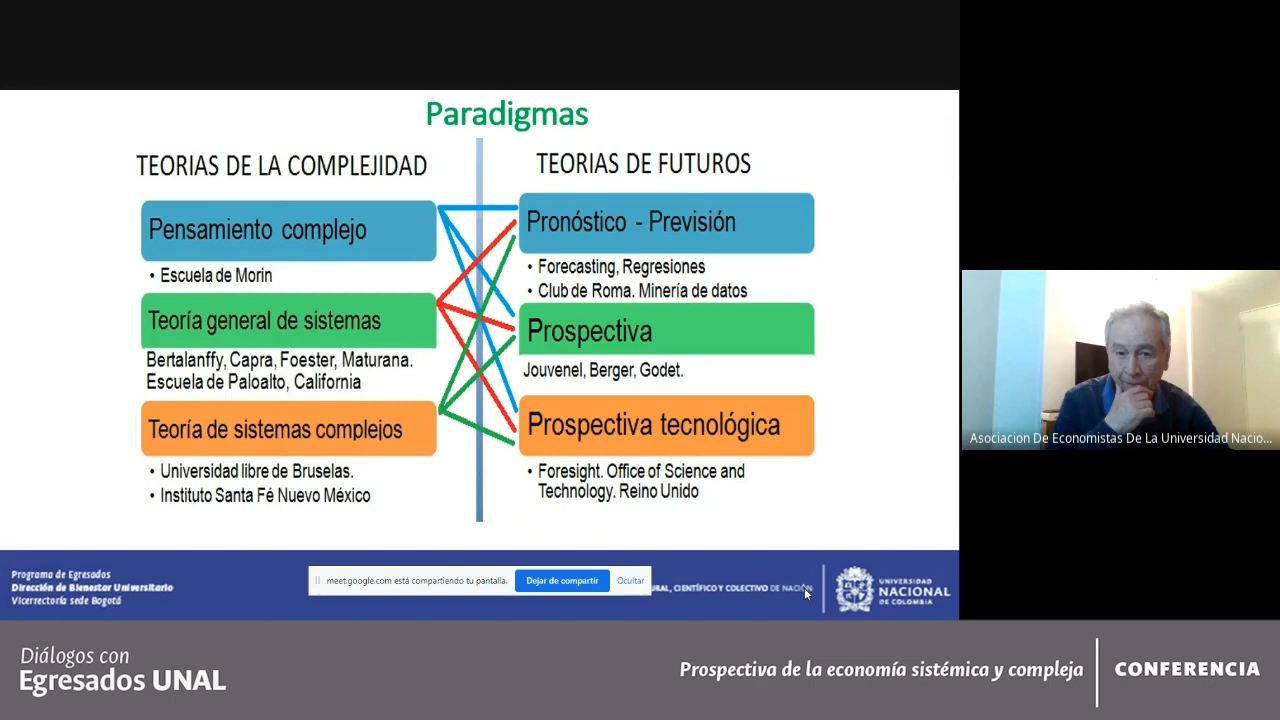 Paradigmas
TEORIAS DE LA COMPLEJIDAD
Pensamiento complejo
• Escuela de Morin
Teoría general de sistemas
Bertalanffy, Capra, Foester, Maturana.
Escuela de Paloalto, California
Teoría de sistemas complejos
• Universidad libre de Bruselas.
• Instituto Santa Fé Nuevo México
TEORIAS DE FUTUROS
Pronóstico - Previsión
• Forecasting, Regresiones
• Club de Roma. Minería de datos
Prospectiva
Jouvenel, Berger, Godet.
Prospectiva tecnológica
• Foresight. Office of Science and
Technology. Reino Unido
Asociacion De Economistas De La Universidad Nacio...
Programa de Egresados
Dirección de Bienestar Universitario
Vicerrectoría sede Bogotá
meet.google.com está compartiendo tu pantalla.
Dejar de compartir
Ocultar
CIENTÍFICO Y COLECTIVO DE NACIÓN
UNIVERSIDAD
NACIONAL
DE COLOMBIA
Diálogos con
Egresados UNAL
Prospectiva de la economía sistémica y compleja
CONFERENCIA